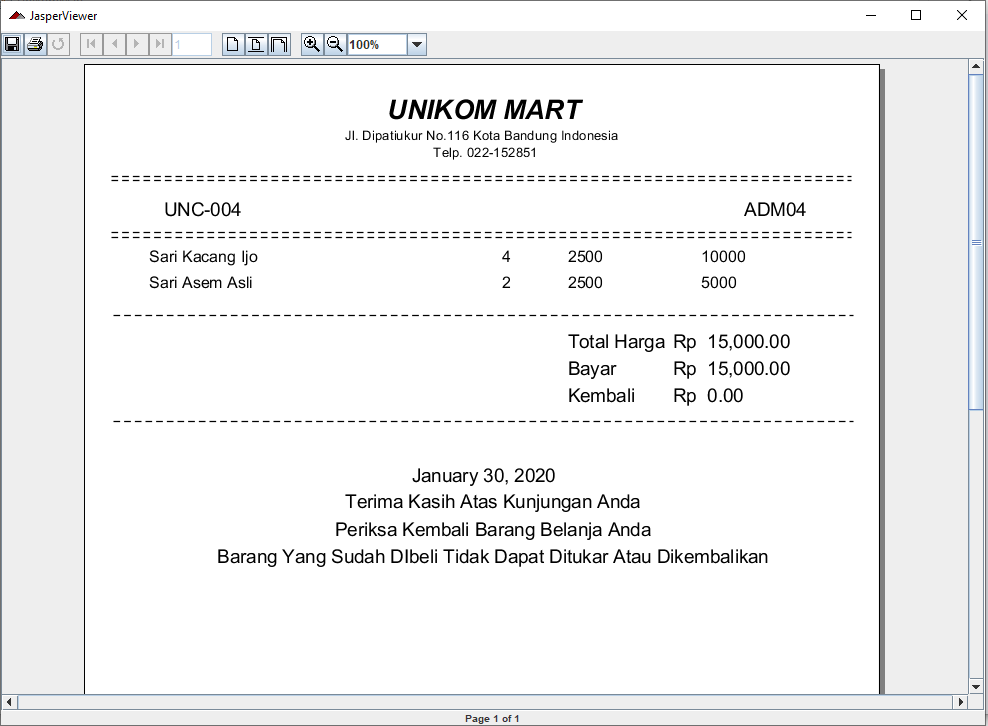 JasperViewer
1
100%
UNIKOM MART
Jl. Dipatiukur No.116 Kota Bandung Indonesia
Telp. 022-152851
======================================================================
UNC-004 ADM04
======================================================================
Sari Kacang Ijo 4 2500 10000
Sari Asem Asli 2 2500 5000
----------------------------------------------------------------------
Total Harga Rp 15,000.00
Bayar Rp 15,000.00
Kembali Rp 0.00
----------------------------------------------------------------------
January 30, 2020
Terima Kasih Atas Kunjungan Anda
Periksa Kembali Barang Belanja Anda
Barang Yang Sudah DIbeli Tidak Dapat Ditukar Atau Dikembalikan
Page 1 of 1